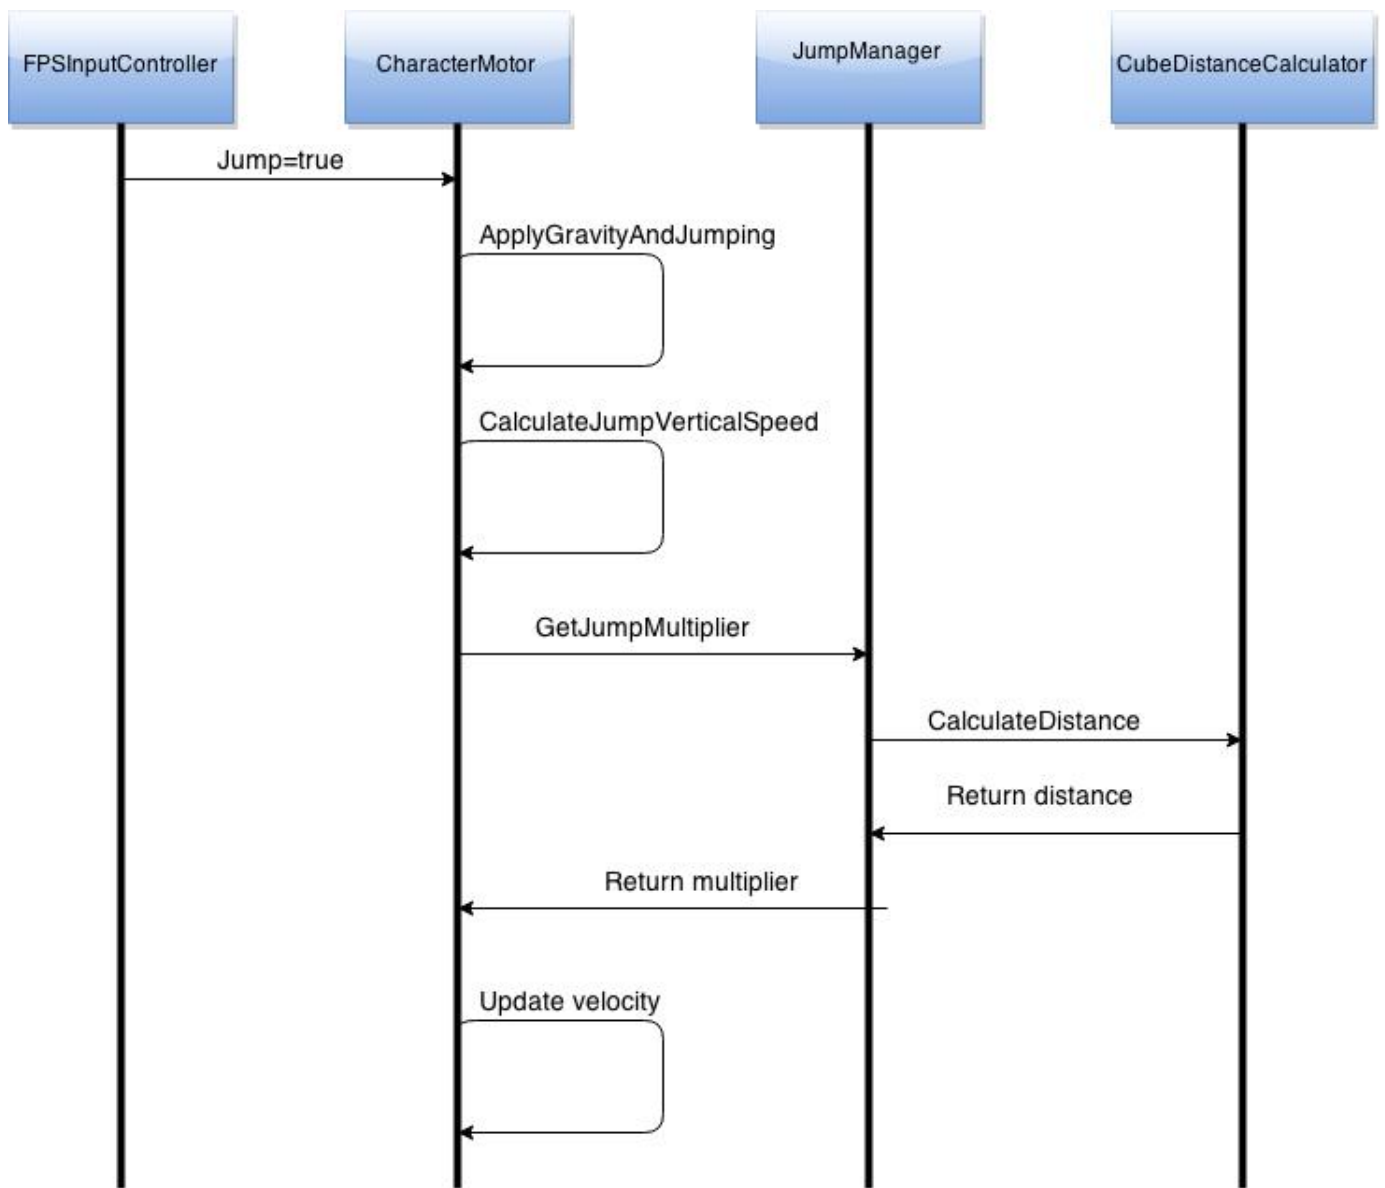 FPSInputController
CharacterMotor
JumpManager
CubeDistanceCalculator
Jump=true
ApplyGravityAndJumping
CalculateJumpVerticalSpeed
GetJumpMultiplier
CalculateDistance
Return distance
Return multiplier
Update velocity